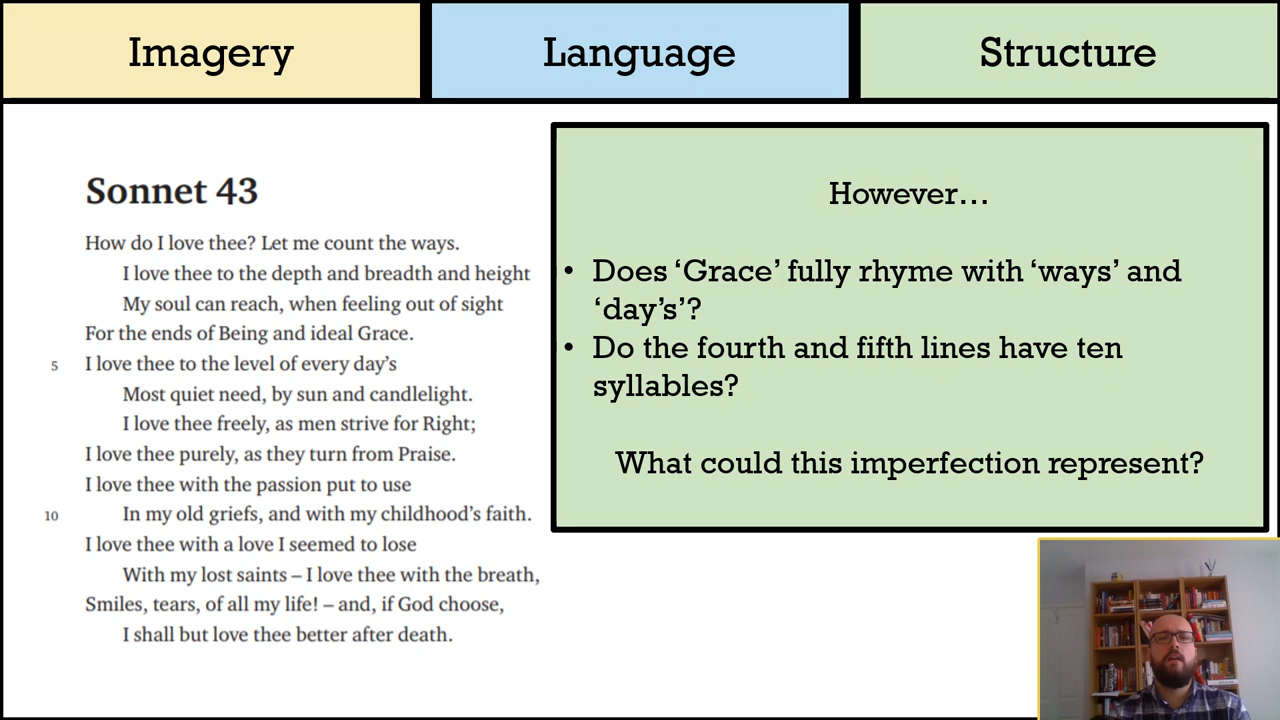 Imagery
Language
Structure
Sonnet 43
How do I love thee? Let me count the ways.
I love thee to the depth and breadth and height
My soul can reach, when feeling out of sight
For the ends of Being and ideal Grace.
5 I love thee to the level of every day’s
Most quiet need, by sun and candlelight.
I love thee freely, as men strive for Right;
I love thee purely, as they turn from Praise.
I love thee with the passion put to use
10 In my old griefs, and with my childhood’s faith.
I love thee with a love I seemed to lose
With my lost saints – I love thee with the breath,
Smiles, tears, of all my life! – and, if God choose,
I shall but love thee better after death.
However…
• Does ‘Grace’ fully rhyme with ‘ways’ and
‘day’s’?
• Do the fourth and fifth lines have ten
syllables?
What could this imperfection represent?